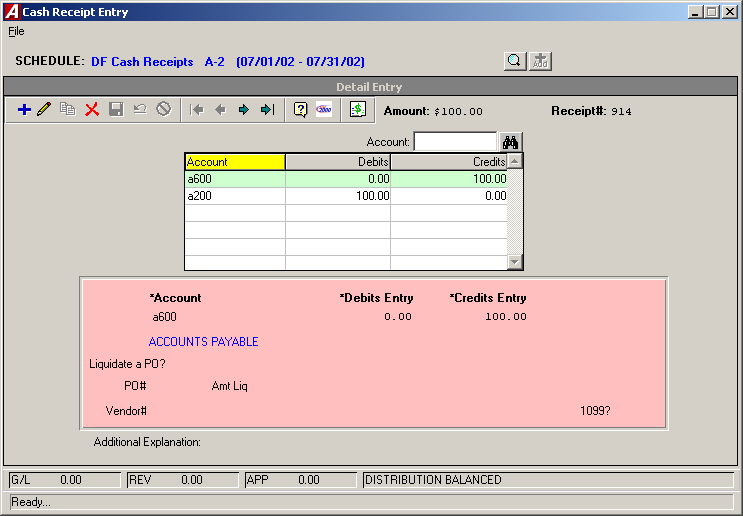 Cash Receipt Entry
File
SCHEDULE: DF Cash Receipts A-2 (07/01/02 - 07/31/02)
Add
Detail Entry
Amount: $100.00 Receipt#: 914
Account:
Account Debits Credits
a600 0.00 100.00
a200 100.00 0.00
*Account *Debits Entry *Credits Entry
a600 0.00 100.00
ACCOUNTS PAYABLE
Liquidate a PO?
PO# Amt Liq
Vendor# 1099?
Additional Explanation:
G/L 0.00 REV 0.00 APP 0.00 DISTRIBUTION BALANCED
Ready...